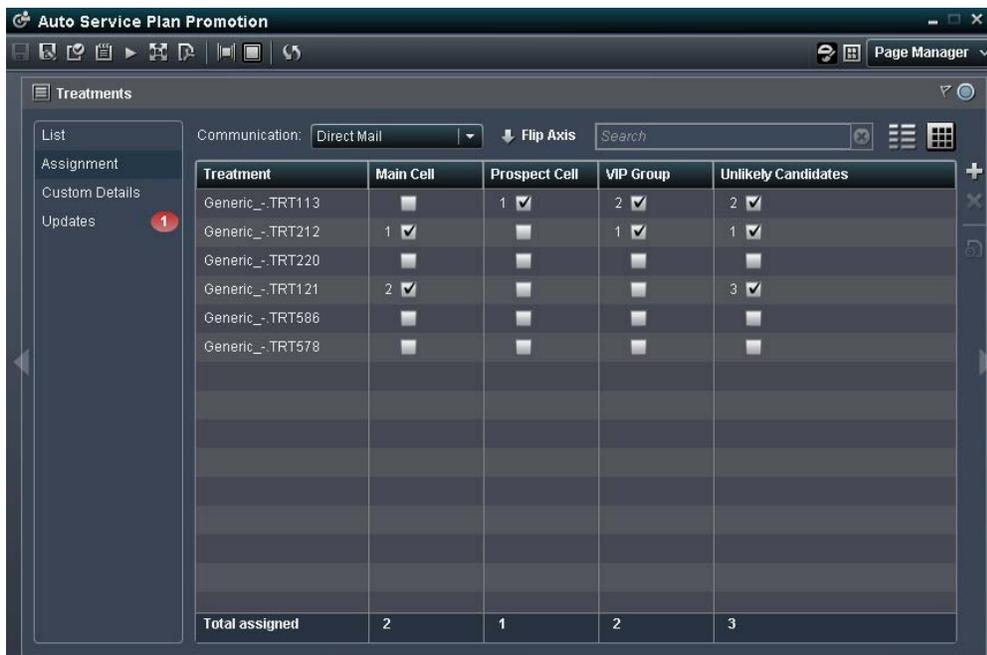 Auto Service Plan Promotion
Page Manager
Treatments
List
Assignment
Custom Details
Updates 1
Communication: Direct Mail Flip Axis Search
Treatment Main Cell Prospect Cell VIP Group Unlikely Candidates
Generic_-.TRT113 1 2 2
Generic_-.TRT212 1 1 1
Generic_-.TRT220
Generic_-.TRT121 2 3
Generic_-.TRT586
Generic_-.TRT578
Total assigned 2 1 2 3